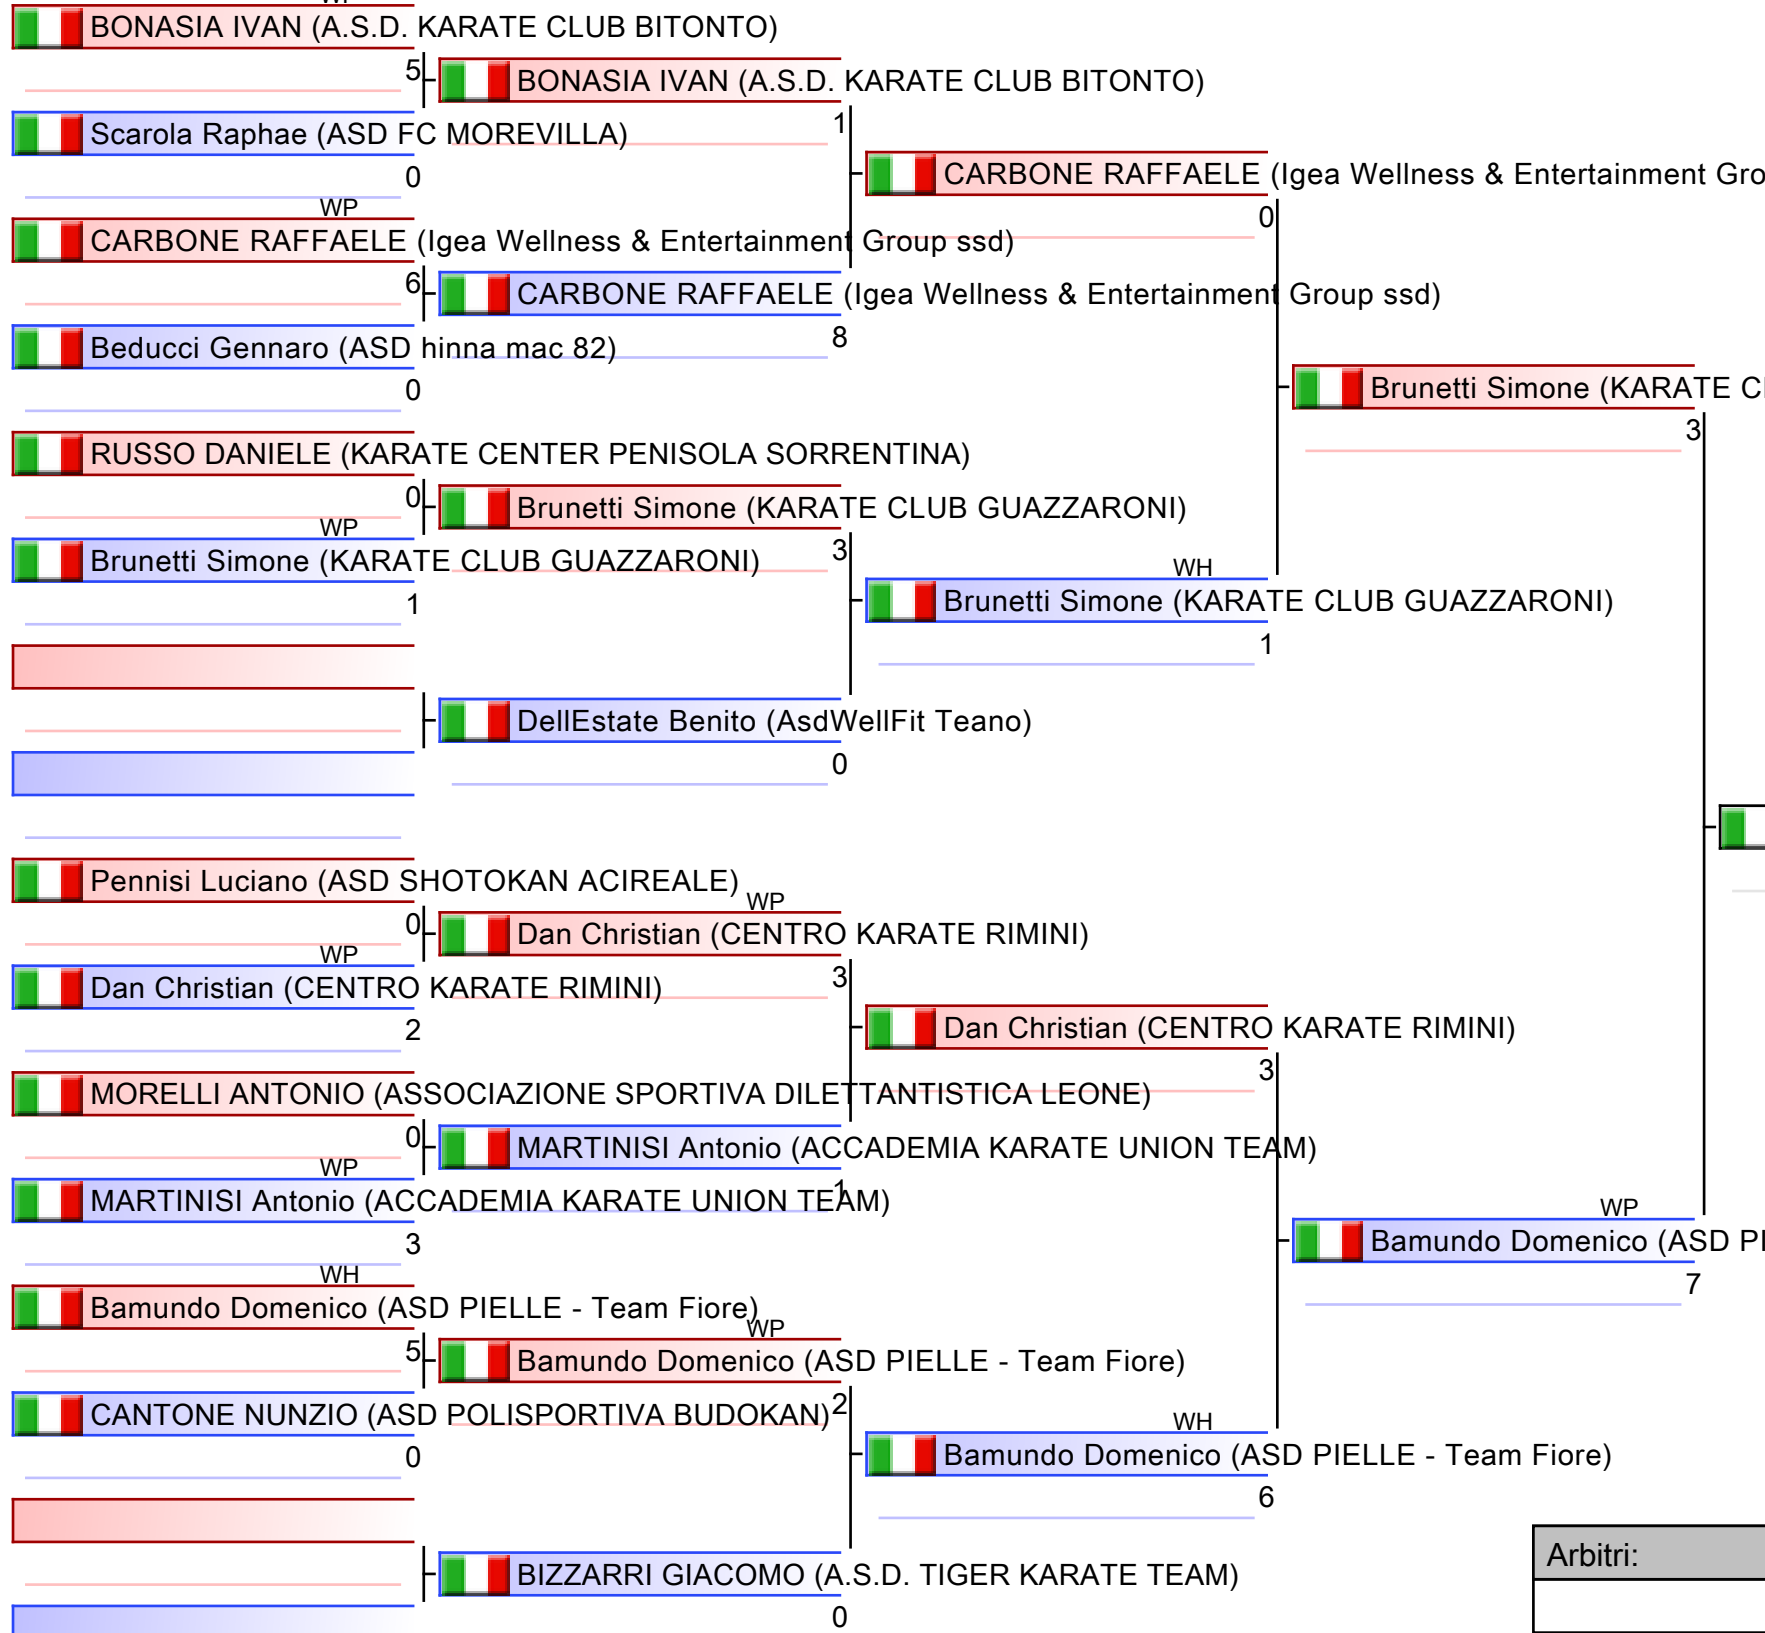 BONASIA IVAN (A.S.D. KARATE CLUB BITONTO)
5
BONASIA IVAN (A.S.D. KARATE CLUB BITONTO)
1
Scarola Raphae (ASD FC MOREVILLA)
0
CARBONE RAFFAELE (Igea Wellness & Entertainment Gro
0
WP
CARBONE RAFFAELE (Igea Wellness & Entertainment Group ssd)
6
CARBONE RAFFAELE (Igea Wellness & Entertainment Group ssd)
8
Beducci Gennaro (ASD hinna mac 82)
0
Brunetti Simone (KARATE C
3
RUSSO DANIELE (KARATE CENTER PENISOLA SORRENTINA)
0
Brunetti Simone (KARATE CLUB GUAZZARONI)
3
WP
Brunetti Simone (KARATE CLUB GUAZZARONI)
1
WH
Brunetti Simone (KARATE CLUB GUAZZARONI)
1
DellEstate Benito (AsdWellFit Teano)
0
Pennisi Luciano (ASD SHOTOKAN ACIREALE)
0
WP
Dan Christian (CENTRO KARATE RIMINI)
3
WP
Dan Christian (CENTRO KARATE RIMINI)
2
Dan Christian (CENTRO KARATE RIMINI)
3
MORELLI ANTONIO (ASSOCIAZIONE SPORTIVA DILETTANTISTICA LEONE)
0
MARTINISI Antonio (ACCADEMIA KARATE UNION TEAM)
1
WP
MARTINISI Antonio (ACCADEMIA KARATE UNION TEAM)
3
WP
Bamundo Domenico (ASD PI
7
WH
Bamundo Domenico (ASD PIELLE - Team Fiore)
5
WP
Bamundo Domenico (ASD PIELLE - Team Fiore)
2
CANTONE NUNZIO (ASD POLISPORTIVA BUDOKAN)
0
WH
Bamundo Domenico (ASD PIELLE - Team Fiore)
6
BIZZARRI GIACOMO (A.S.D. TIGER KARATE TEAM)
0
Arbitri: